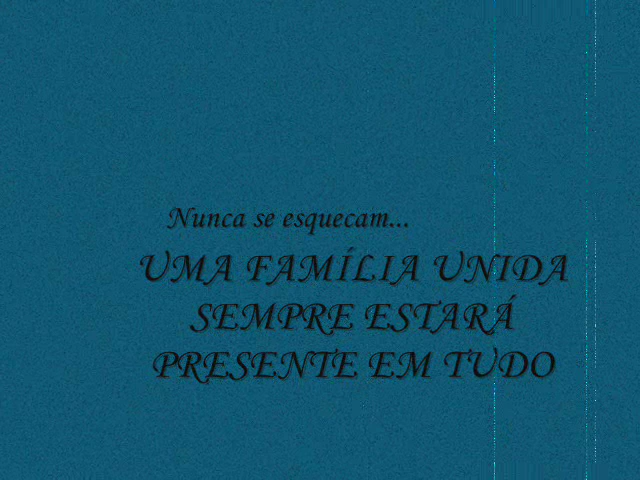 Nunca se esquecam...
UMA FAMÍLIA UNIDA
SEMPRE ESTARÁ
PRESENTE EM TUDO